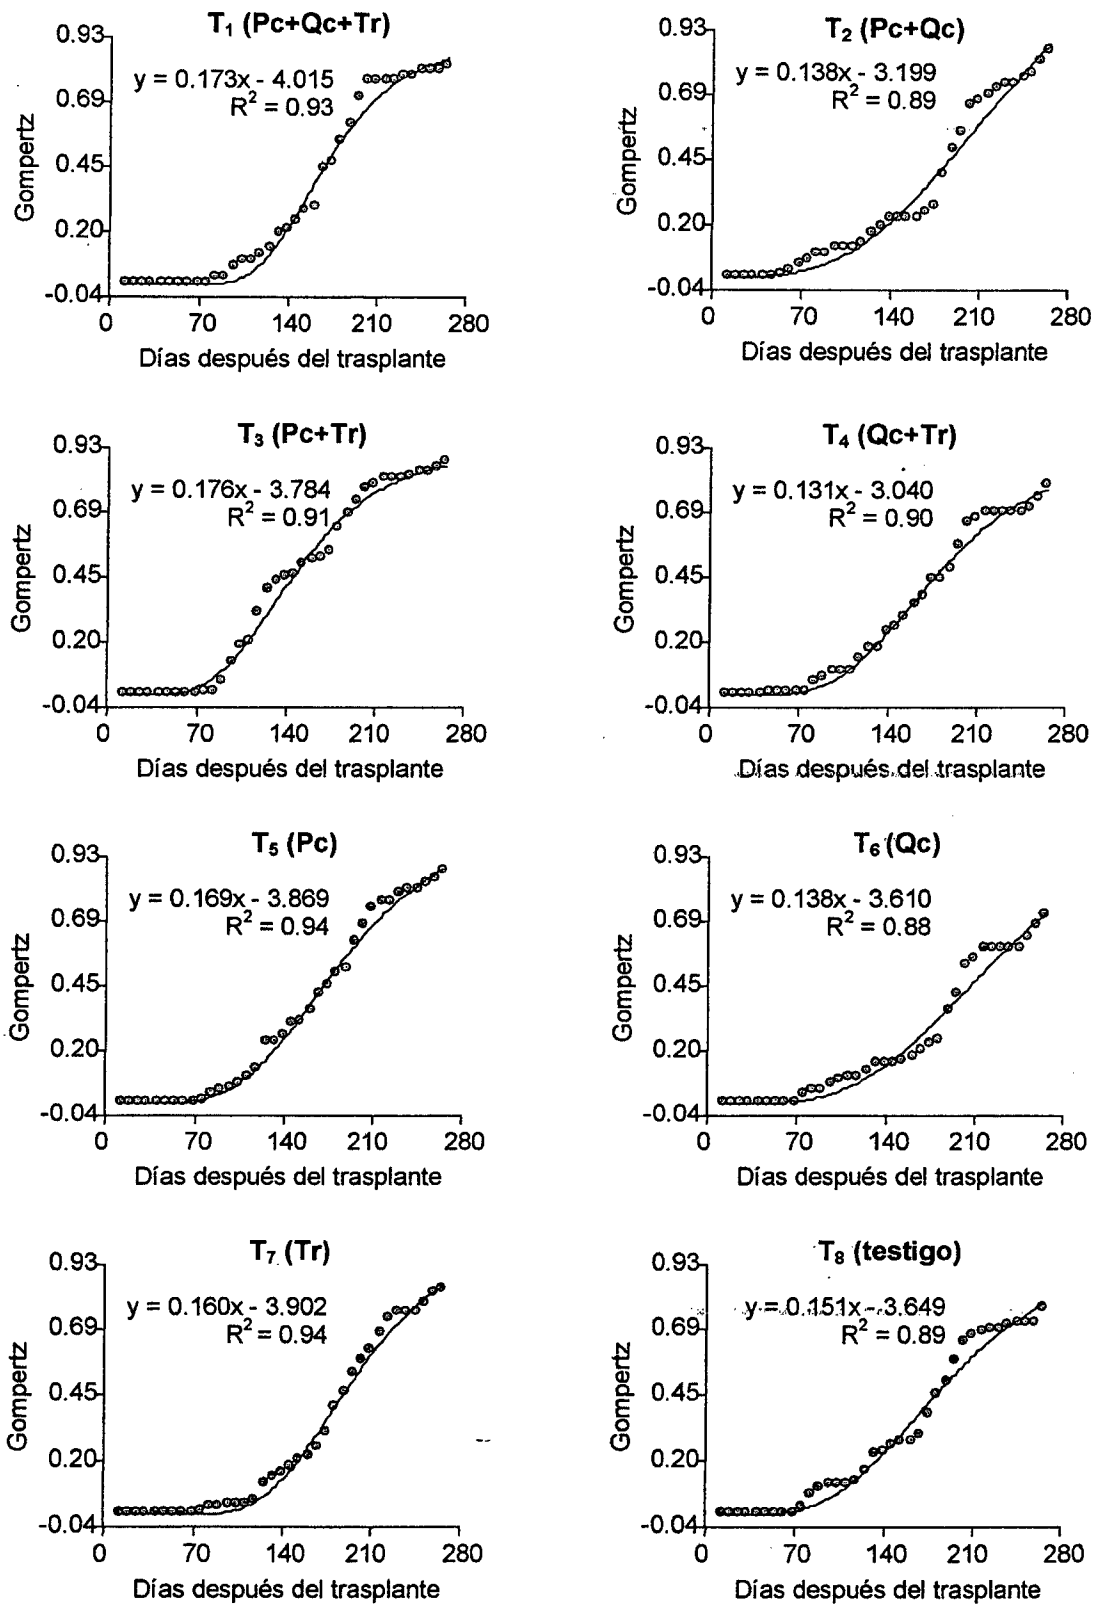 T1 (Pc+Qc+Tr)
y = 0.173x - 4.015
R² = 0.93
Gompertz
0.93
0.69
0.45
0.20
-0.04
0 70 140 210 280
Días después del trasplante
T2 (Pc+Qc)
y = 0.138x - 3.199
R² = 0.89
Gompertz
0.93
0.69
0.45
0.20
-0.04
0 70 140 210 280
Días después del trasplante
T3 (Pc+Tr)
y = 0.176x - 3.784
R² = 0.91
Gompertz
0.93
0.69
0.45
0.20
-0.04
0 70 140 210 280
Días después del trasplante
T4 (Qc+Tr)
y = 0.131x - 3.040
R² = 0.90
Gompertz
0.93
0.69
0.45
0.20
-0.04
0 70 140 210 280
Días después del trasplante
T5 (Pc)
y = 0.169x - 3.869
R² = 0.94
Gompertz
0.93
0.69
0.45
0.20
-0.04
0 70 140 210 280
Días después del trasplante
T6 (Qc)
y = 0.138x - 3.610
R² = 0.88
Gompertz
0.93
0.69
0.45
0.20
-0.04
0 70 140 210 280
Días después del trasplante
T7 (Tr)
y = 0.160x - 3.902
R² = 0.94
Gompertz
0.93
0.69
0.45
0.20
-0.04
0 70 140 210 280
Días después del trasplante
T8 (testigo)
y = 0.151x - 3.649
R² = 0.89
Gompertz
0.93
0.69
0.45
0.20
-0.04
0 70 140 210 280
Días después del trasplante